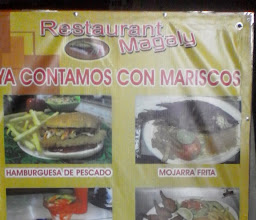 Restaurant
Magaly
YA CONTAMOS CON MARISCOS
HAMBURGUESA DE PESCADO
MOJARRA FRITA